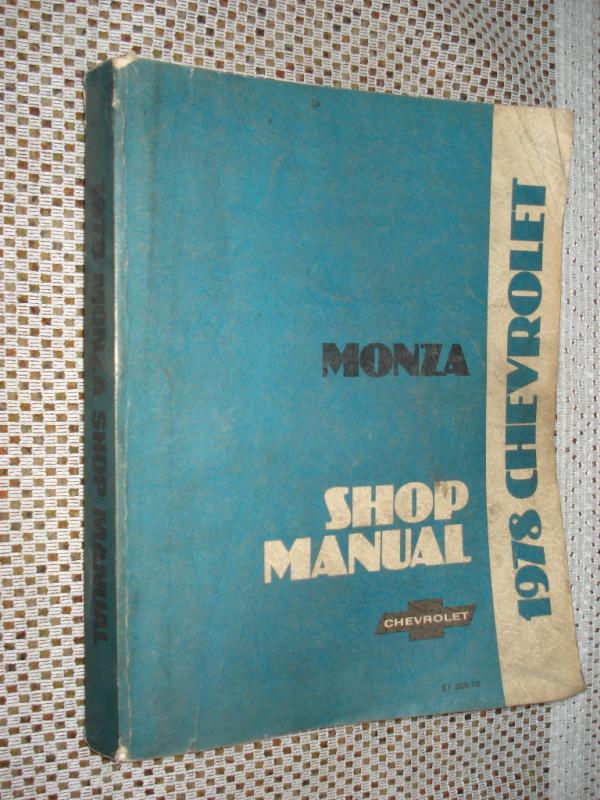 MONZA
SHOP
MANUAL
CHEVROLET
1978 CHEVROLET
1978 MONZA SHOP MANUAL